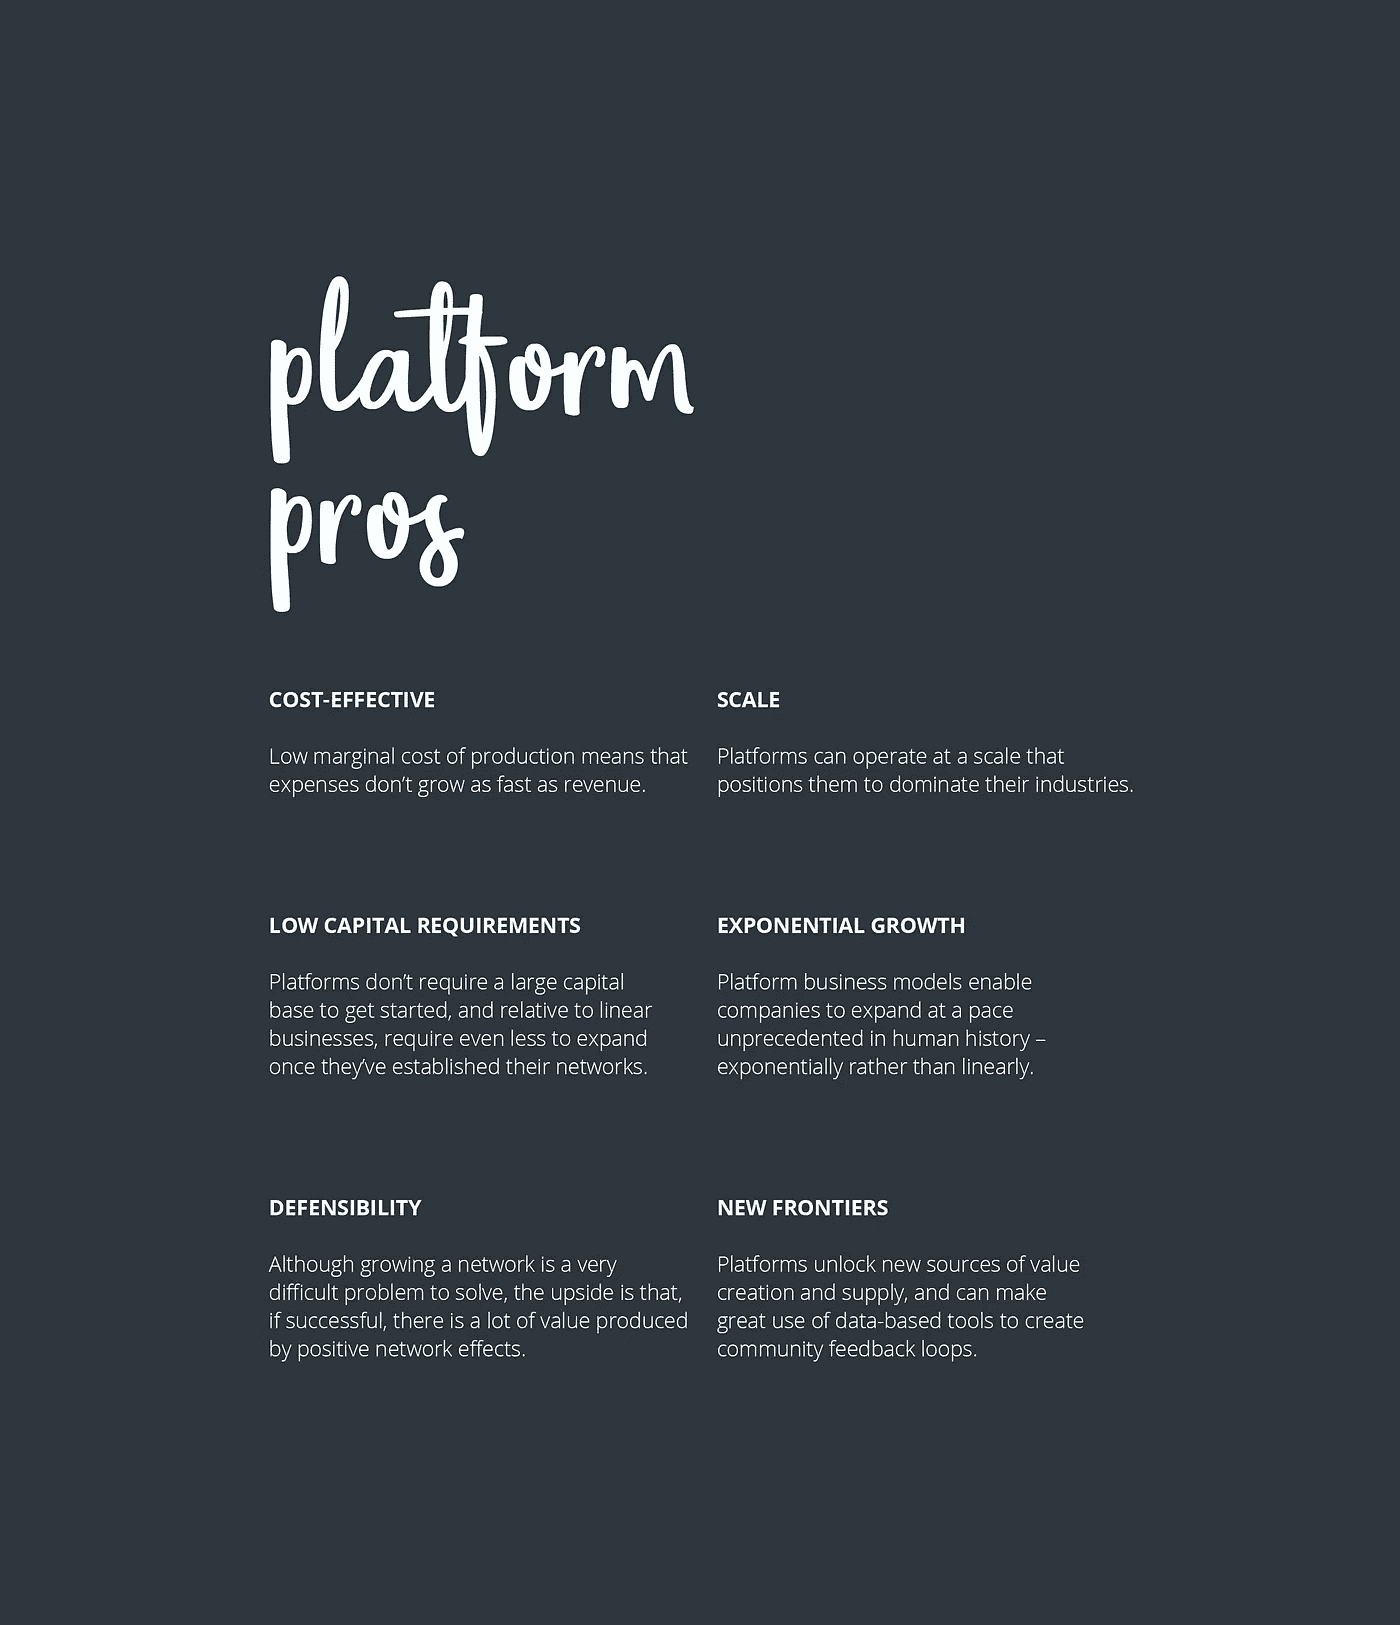 platform
pros
COST-EFFECTIVE
Low marginal cost of production means that
expenses don’t grow as fast as revenue.
SCALE
Platforms can operate at a scale that
positions them to dominate their industries.
LOW CAPITAL REQUIREMENTS
Platforms don’t require a large capital
base to get started, and relative to linear
businesses, require even less to expand
once they’ve established their networks.
EXPONENTIAL GROWTH
Platform business models enable
companies to expand at a pace
unprecedented in human history –
exponentially rather than linearly.
DEFENSIBILITY
Although growing a network is a very
difficult problem to solve, the upside is that,
if successful, there is a lot of value produced
by positive network effects.
NEW FRONTIERS
Platforms unlock new sources of value
creation and supply, and can make
great use of data-based tools to create
community feedback loops.